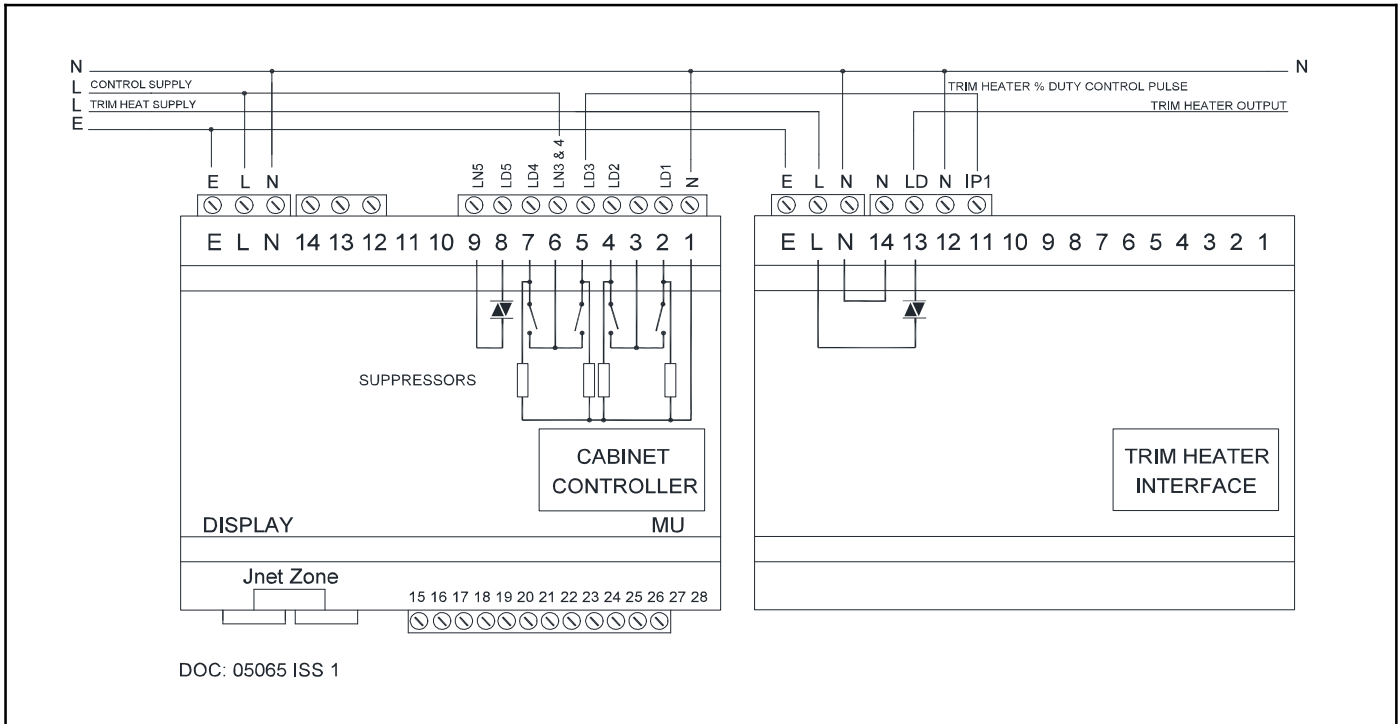 N N
L CONTROL SUPPLY TRIM HEATER % DUTY CONTROL PULSE
L TRIM HEAT SUPPLY TRIM HEATER OUTPUT
E
E L N LN5 LD5 LD4 LN3 & 4 LD3 LD2 LD1 N
E L N N LD N IP1
E L N 14 13 12 11 10 9 8 7 6 5 4 3 2 1
E L N 14 13 12 11 10 9 8 7 6 5 4 3 2 1
SUPPRESSORS
CABINET
CONTROLLER
TRIM HEATER
INTERFACE
DISPLAY MU
Jnet Zone
15 16 17 18 19 20 21 22 23 24 25 26 27 28
DOC: 05065 ISS 1